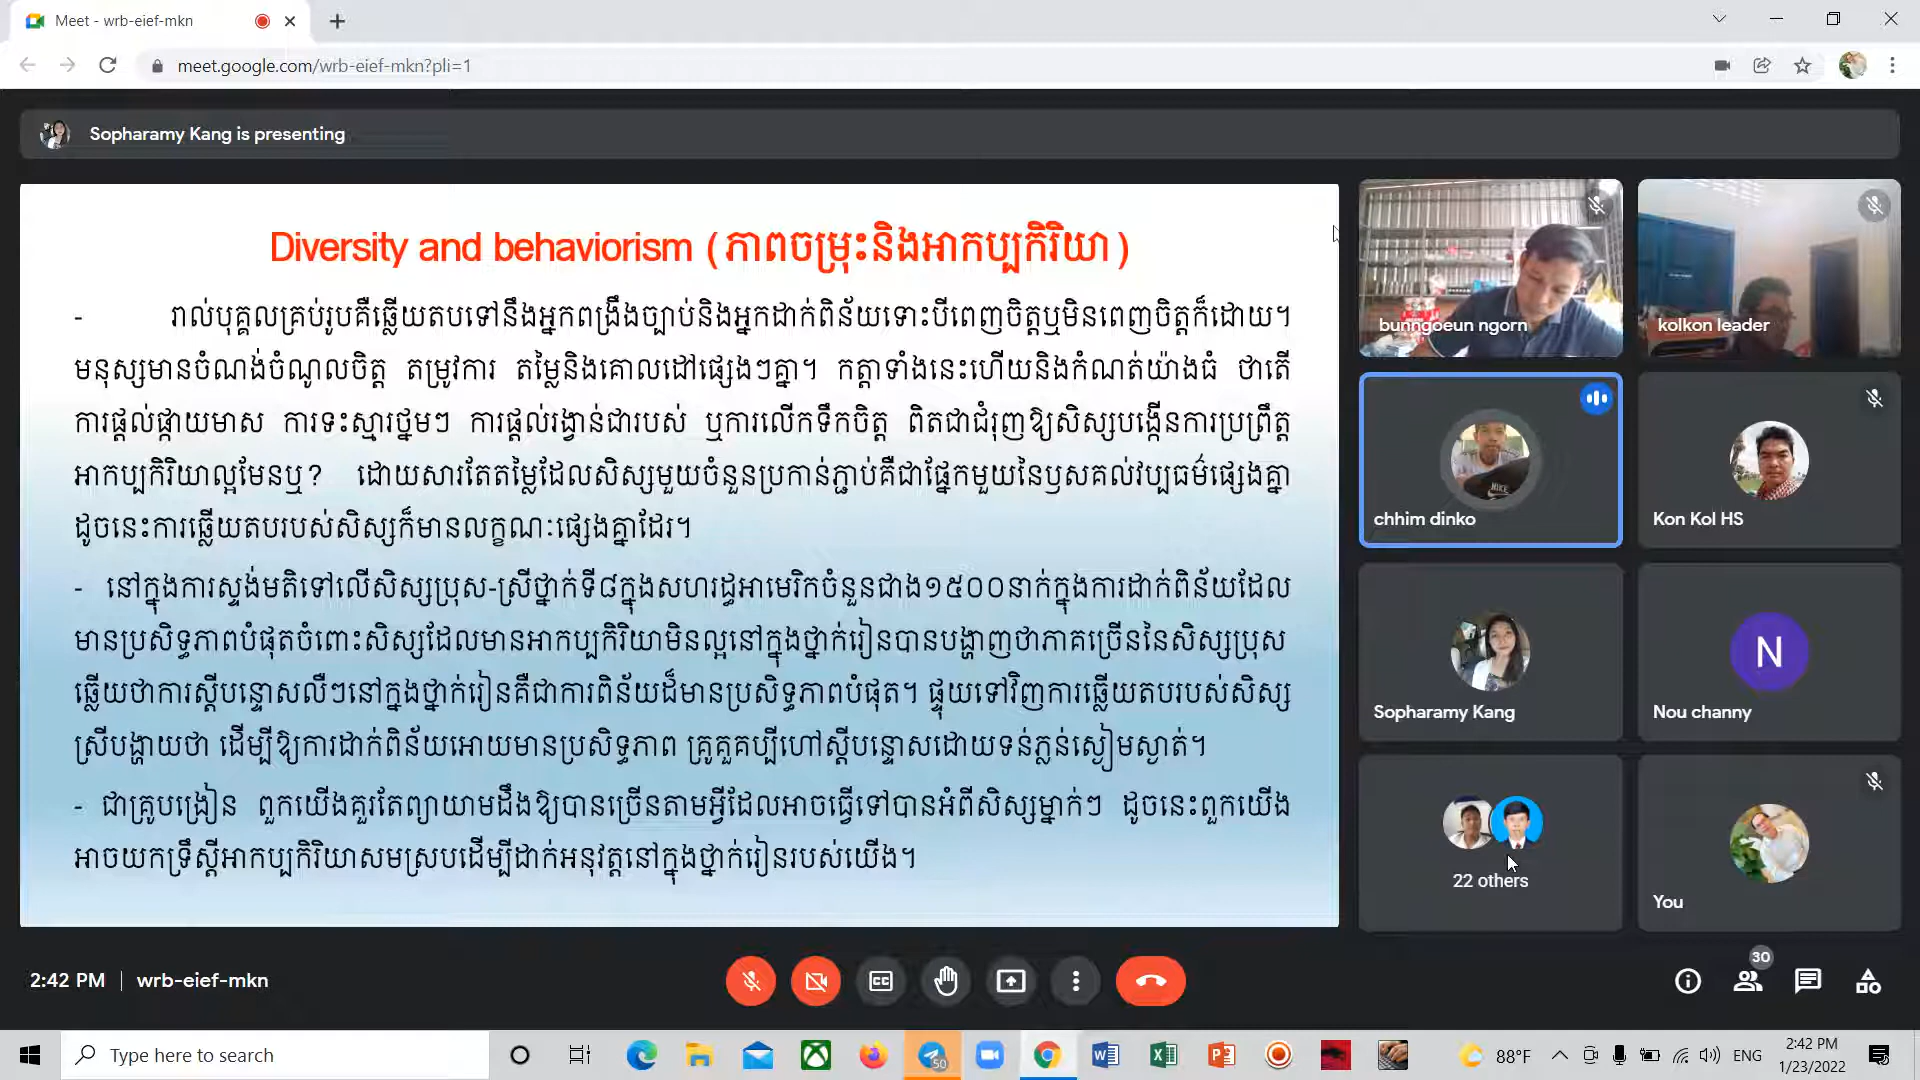 Meet - wrb-eief-mkn
meet.google.com/wrb-eief-mkn?pli=1
Sopharamy Kang is presenting
Diversity and behaviorism (ភាពចម្រុះនិងអាកប្បកិរិយា)
- រាល់បុគ្គលគ្រប់រូបគឺឆ្លើយតបទៅនឹងអ្នកពង្រឹងច្បាប់និងអ្នកដាក់ពិន័យទោះបីពេញចិត្តឬមិនពេញចិត្តក៏ដោយ។
មនុស្សមានចំណង់ចំណូលចិត្ត តម្រូវការ តម្លៃនិងគោលដៅផ្សេងៗគ្នា។ កត្តាទាំងនេះហើយនិងកំណត់យ៉ាងធំ ថាតើ
ការផ្តល់ផ្កាយមាស ការទះស្មារថ្នមៗ ការផ្តល់រង្វាន់ជារបស់ ឬការលើកទឹកចិត្ត ពិតជាជំរុញឱ្យសិស្សបង្កើនការប្រព្រឹត្ត
អាកប្បកិរិយាល្អមែនឬ? ដោយសារតែតម្លៃដែលសិស្សមួយចំនួនប្រកាន់ភ្ជាប់គឺជាផ្នែកមួយនៃឫសគល់វប្បធម៌ផ្សេងគ្នា
ដូចនេះការឆ្លើយតបរបស់សិស្សក៏មានលក្ខណៈផ្សេងគ្នាដែរ។
- នៅក្នុងការស្ទង់មតិទៅលើសិស្សប្រុស-ស្រីថ្នាក់ទី៨ក្នុងសហរដ្ធអាមេរិកចំនួនជាង១៥០០នាក់ក្នុងការដាក់ពិន័យដែល
មានប្រសិទ្ធភាពបំផុតចំពោះសិស្សដែលមានអាកប្បកិរិយាមិនល្អនៅក្នុងថ្នាក់រៀនបានបង្ហាញថាភាគច្រើននៃសិស្សប្រុស
ឆ្លើយថាការស្តីបន្ទោសលឺៗនៅក្នុងថ្នាក់រៀនគឺជាការពិន័យដ៏មានប្រសិទ្ធភាពបំផុត។ ផ្ទុយទៅវិញការឆ្លើយតបរបស់សិស្ស
ស្រីបង្ហាយថា ដើម្បីឱ្យការដាក់ពិន័យអោយមានប្រសិទ្ធភាព គ្រូគួគប្បីហៅស្តីបន្ទោសដោយទន់ភ្លន់ស្ងៀមស្ងាត់។
- ជាគ្រូបង្រៀន ពួកយើងគួរតែព្យាយាមដឹងឱ្យបានច្រើនតាមអ្វីដែលអាចធ្វើទៅបានអំពីសិស្សម្នាក់ៗ ដូចនេះពួកយើង
អាចយកទ្រឹស្តីអាកប្បកិរិយាសមស្របដើម្បីដាក់អនុវត្តនៅក្នុងថ្នាក់រៀនរបស់យើង។
bunngoeun ngorn
kolkon leader
chhim dinko
NIKE
Kon Kol HS
Sopharamy Kang
N
Nou channy
22 others
You
2:42 PM | wrb-eief-mkn
CC
30
Type here to search
50
88°F
ENG
2:42 PM
1/23/2022